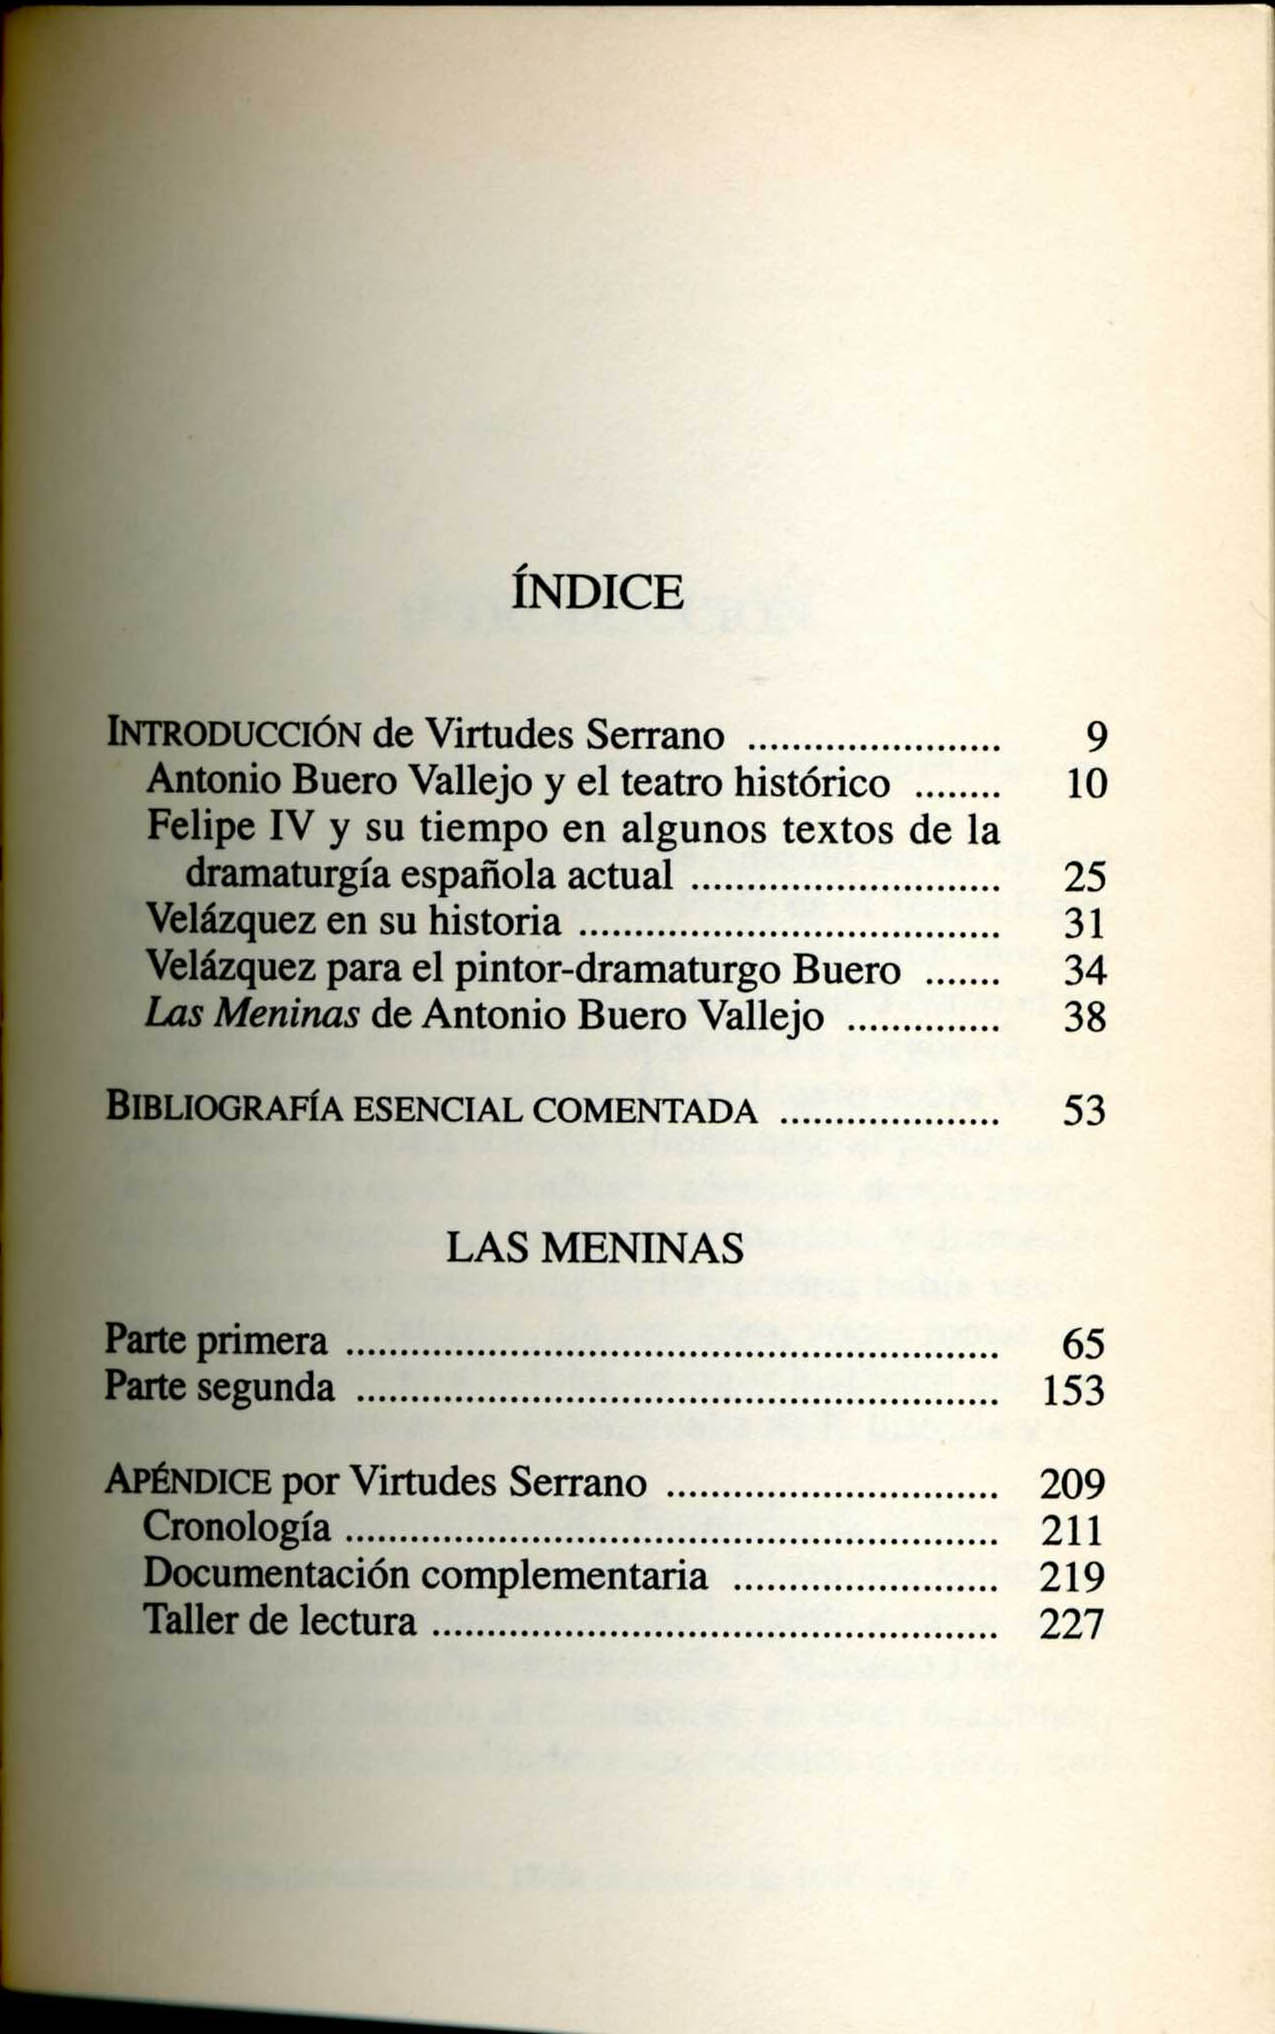 ÍNDICE
INTRODUCCIÓN de Virtudes Serrano ........................ 9
Antonio Buero Vallejo y el teatro histórico ........ 10
Felipe IV y su tiempo en algunos textos de la
dramaturgía española actual ............................. 25
Velázquez en su historia ....................................... 31
Velázquez para el pintor-dramaturgo Buero ....... 34
Las Meninas de Antonio Buero Vallejo .............. 38
BIBLIOGRAFÍA ESENCIAL COMENTADA ..................... 53
LAS MENINAS
Parte primera ............................................................. 65
Parte segunda ............................................................ 153
APÉNDICE por Virtudes Serrano ............................... 209
Cronología ............................................................. 211
Documentación complementaria ......................... 219
Taller de lectura ..................................................... 227